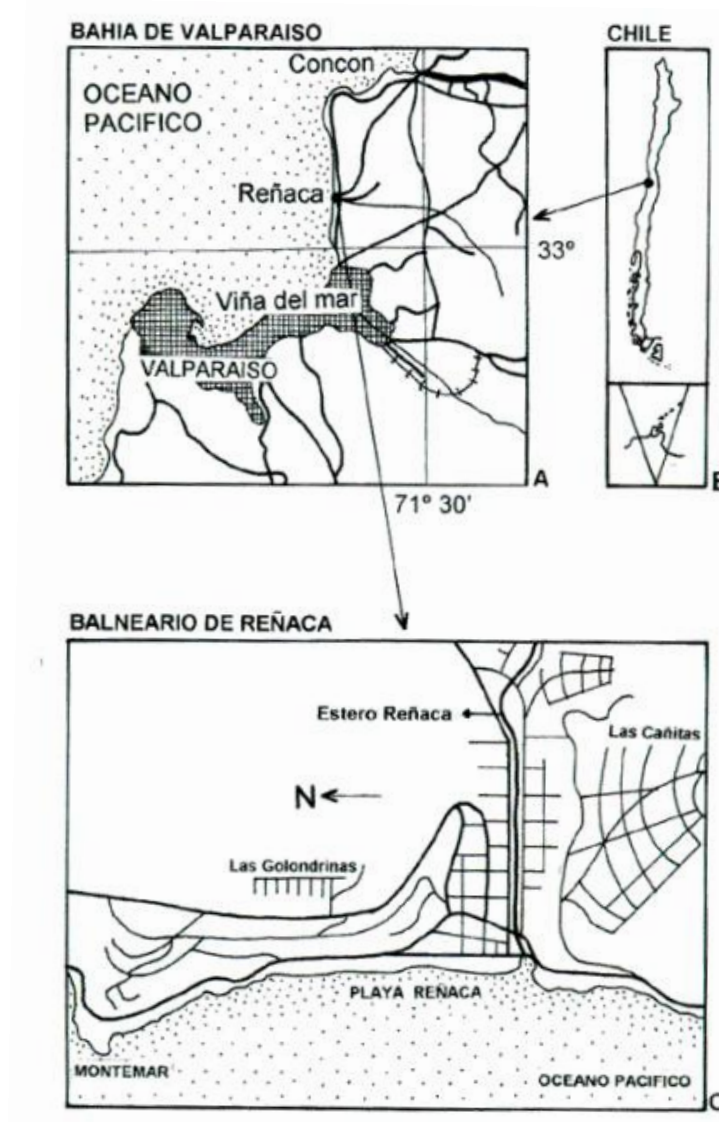 BAHIA DE VALPARAISO
CHILE
Concon
OCEANO
PACIFICO
Reñaca
33º
Viña del mar
VALPARAISO
A
71º 30'
BALNEARIO DE REÑACA
Estero Reñaca
Las Cañitas
N
Las Golondrinas
PLAYA REÑACA
MONTEMAR
OCEANO PACIFICO